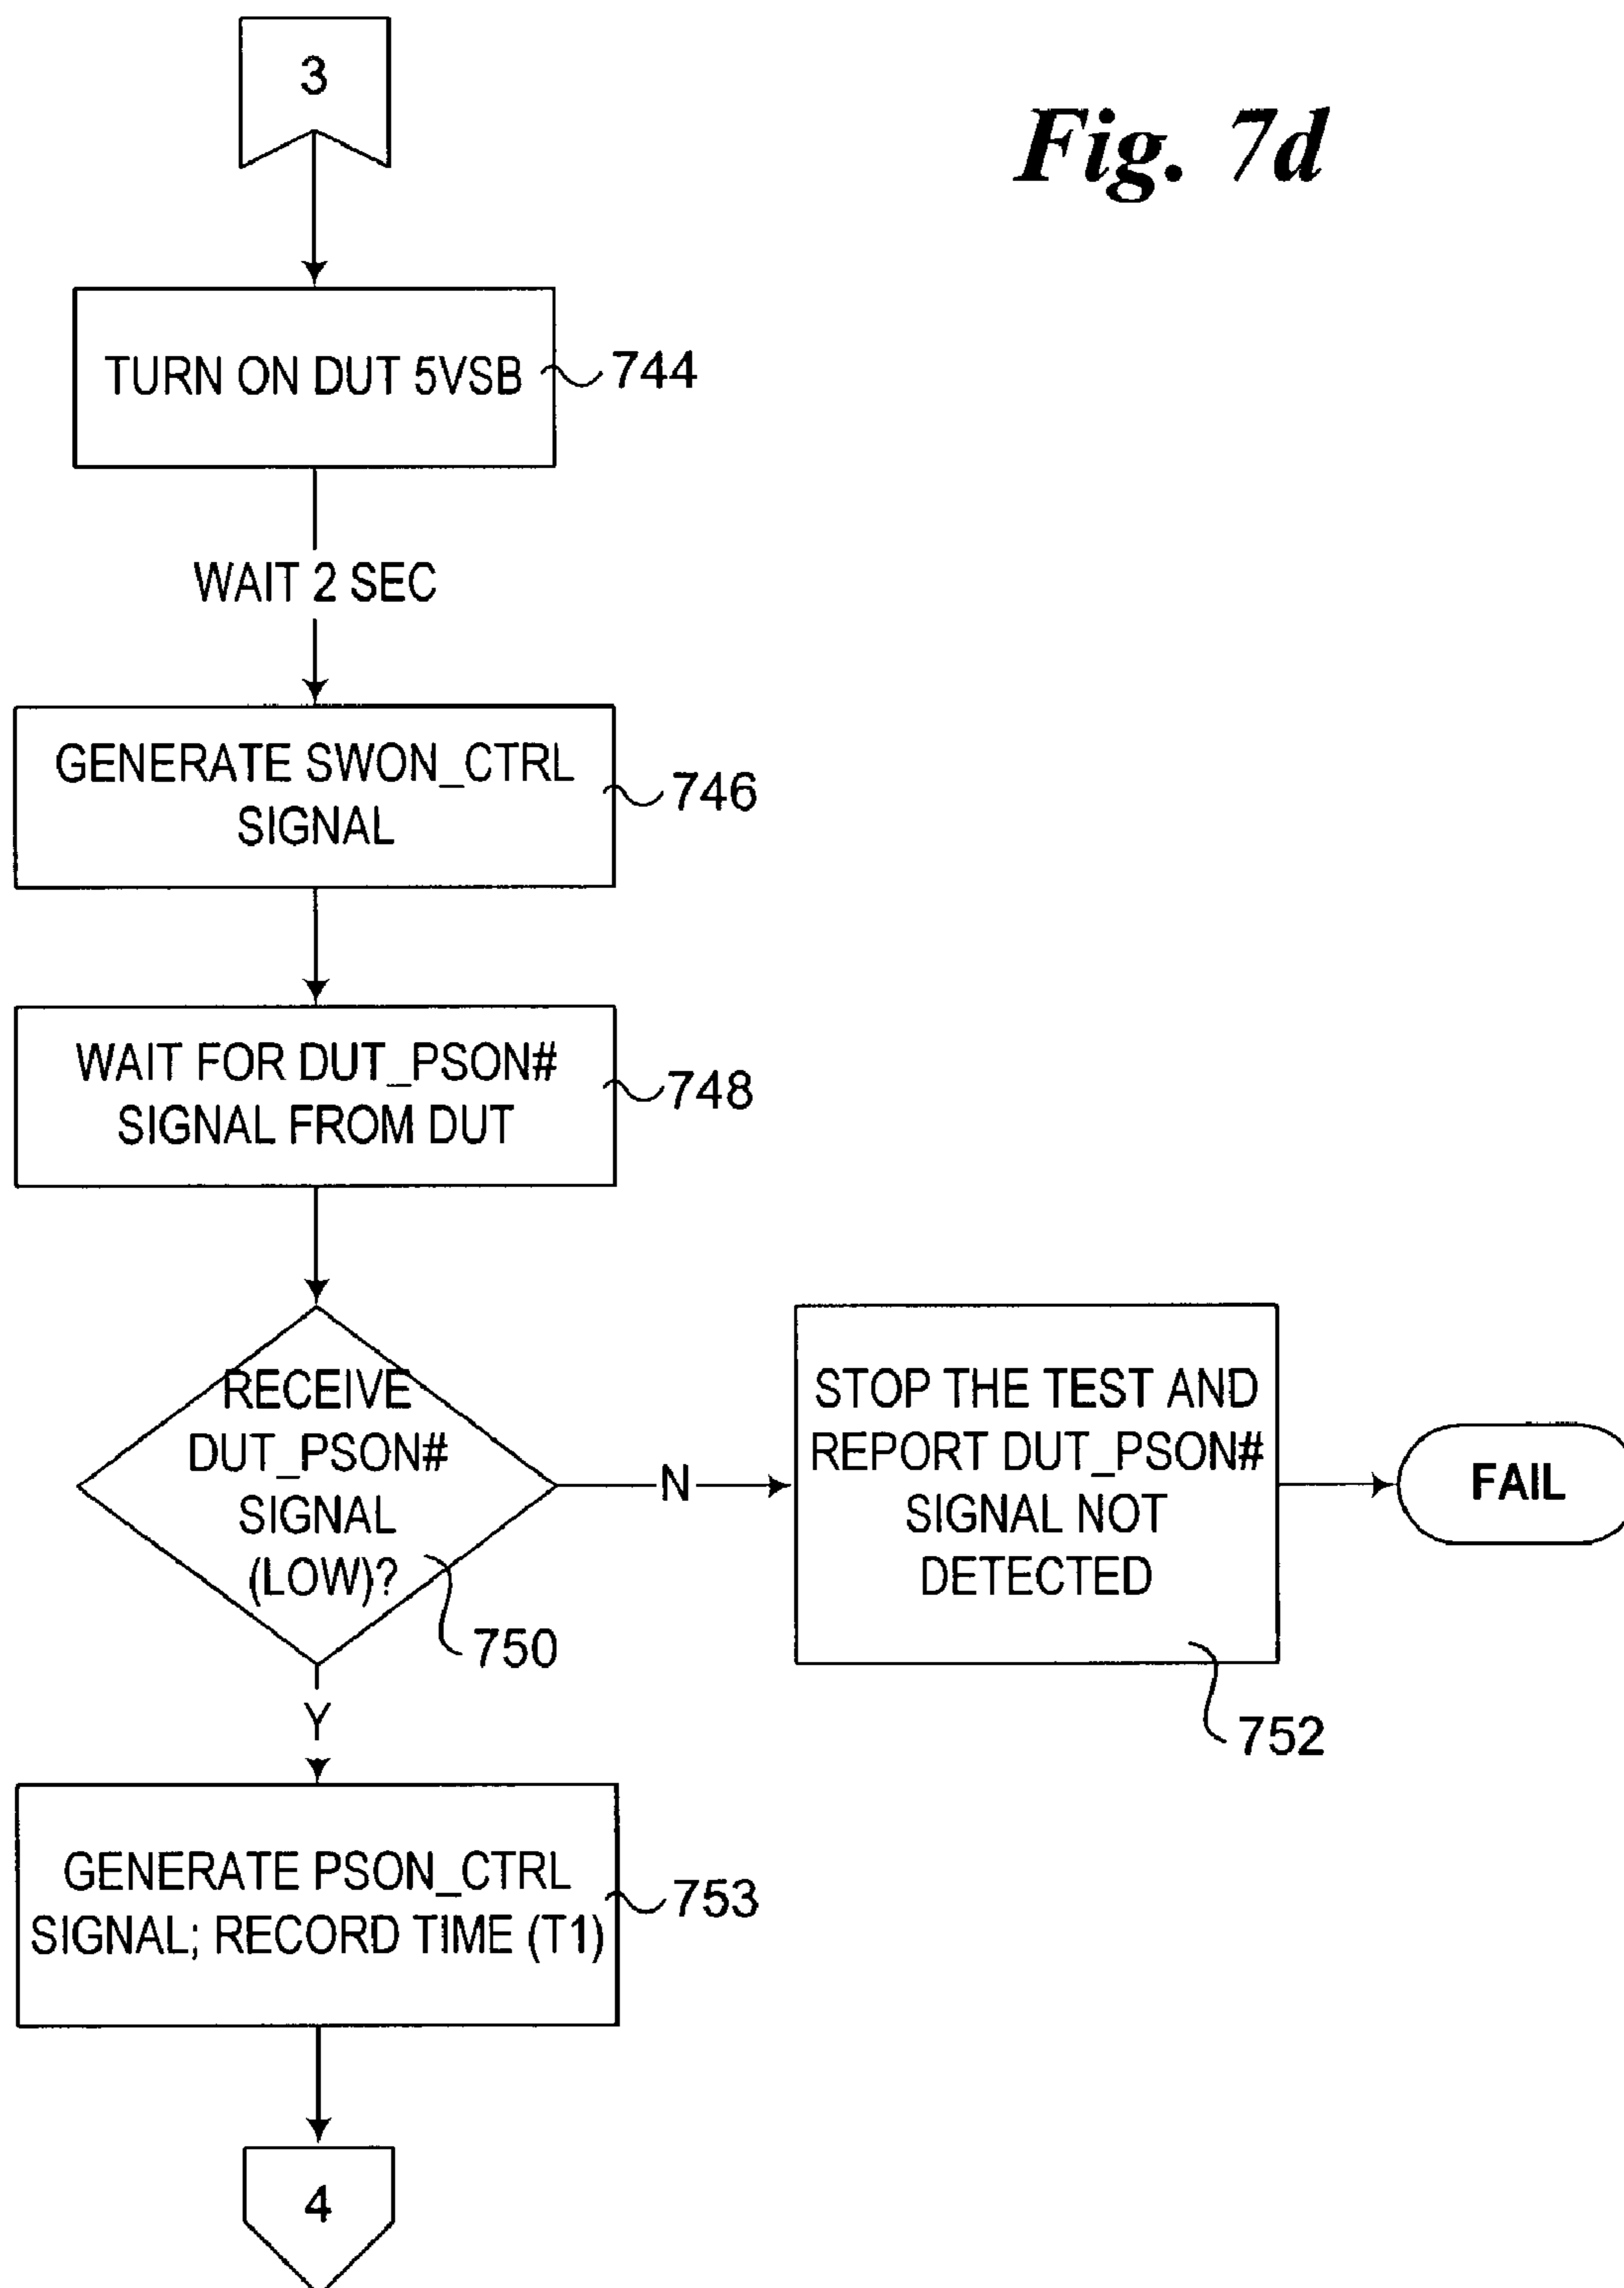 3
Fig. 7d
TURN ON DUT 5VSB
744
WAIT 2 SEC
GENERATE SWON_CTRL
SIGNAL
746
WAIT FOR DUT_PSON#
SIGNAL FROM DUT
748
RECEIVE
DUT_PSON#
SIGNAL
(LOW)?
750
N
STOP THE TEST AND
REPORT DUT_PSON#
SIGNAL NOT
DETECTED
752
FAIL
Y
GENERATE PSON_CTRL
SIGNAL; RECORD TIME (T1)
753
4